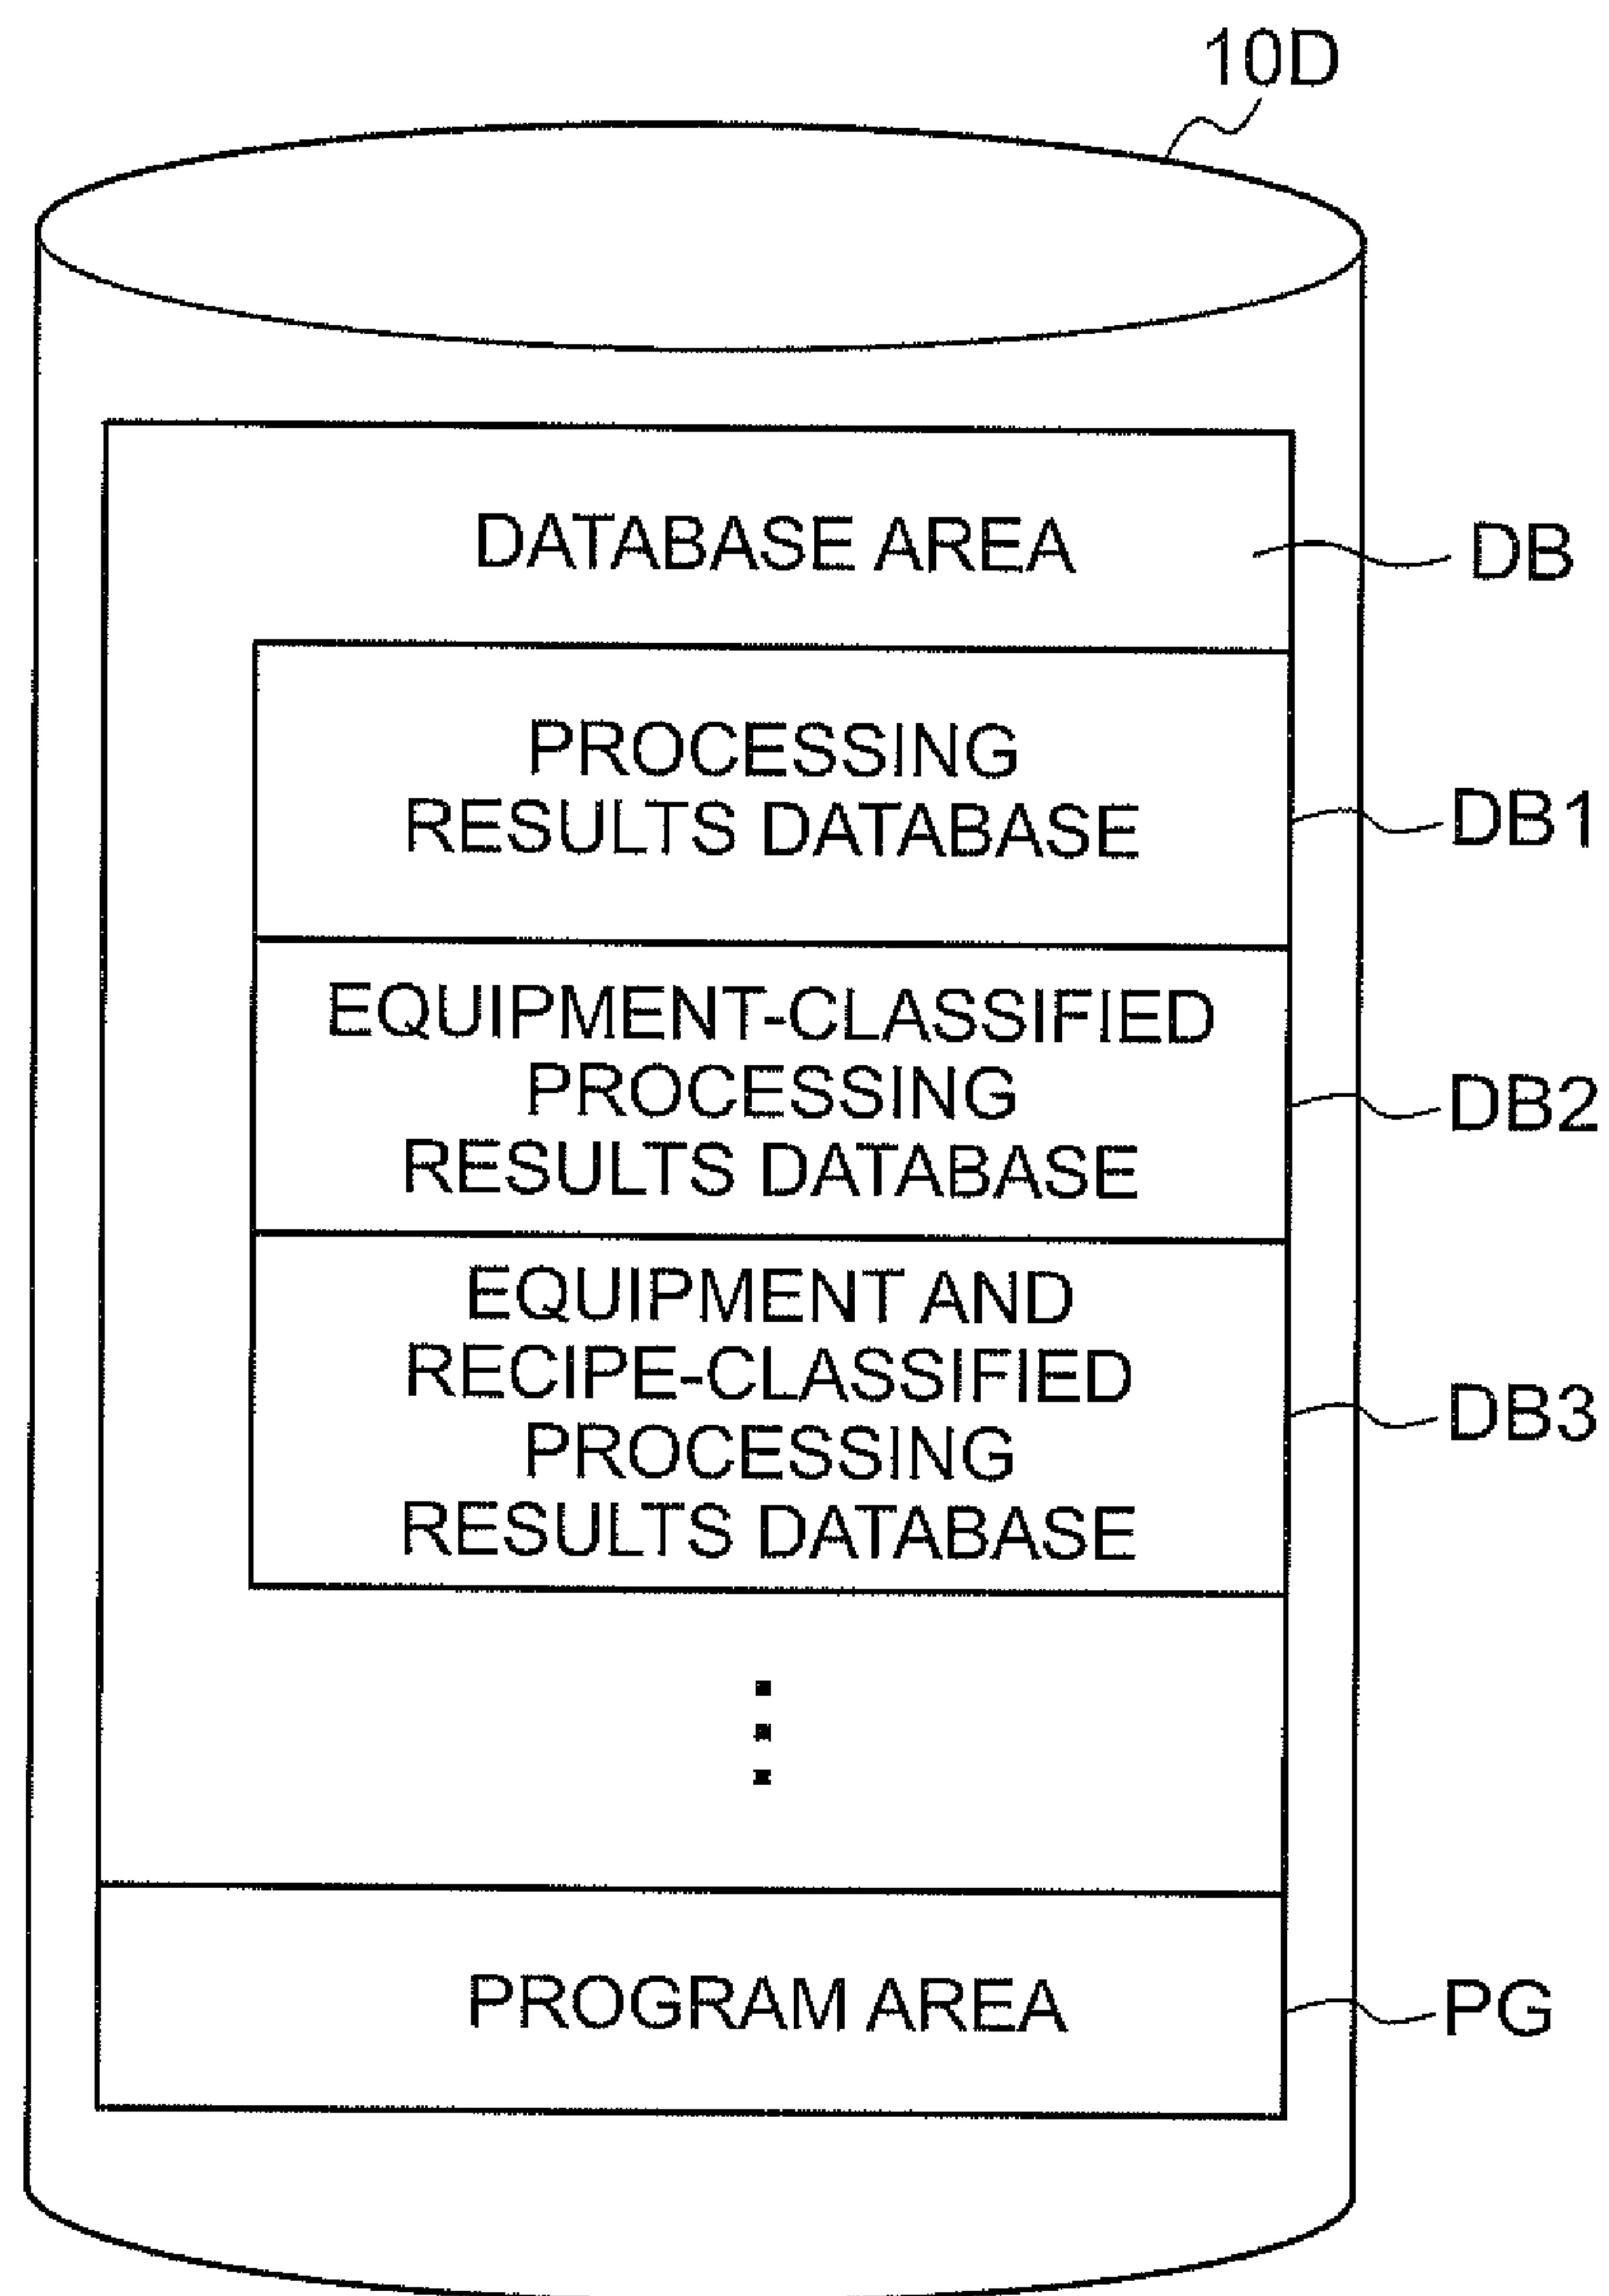 10D
DATABASE AREA
DB
PROCESSING
RESULTS DATABASE
DB1
EQUIPMENT-CLASSIFIED
PROCESSING
RESULTS DATABASE
DB2
EQUIPMENT AND
RECIPE-CLASSIFIED
PROCESSING
RESULTS DATABASE
DB3
PROGRAM AREA
PG